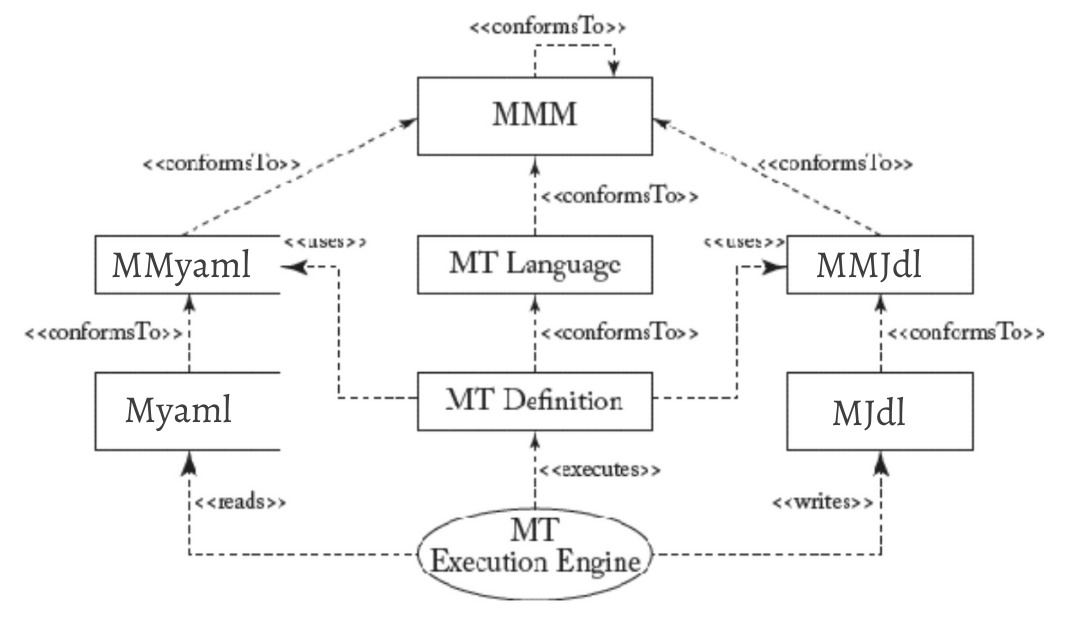 <<conformsTo>>
MMM
<<conformsTo>>
<<conformsTo>>
<<conformsTo>>
<<uses>>
<<uses>>
MMyaml
MT Language
MMJdl
<<conformsTo>>
<<conformsTo>>
<<conformsTo>>
Myaml
MT Definition
MJdl
<<executes>>
<<reads>>
<<writes>>
MT
Execution Engine